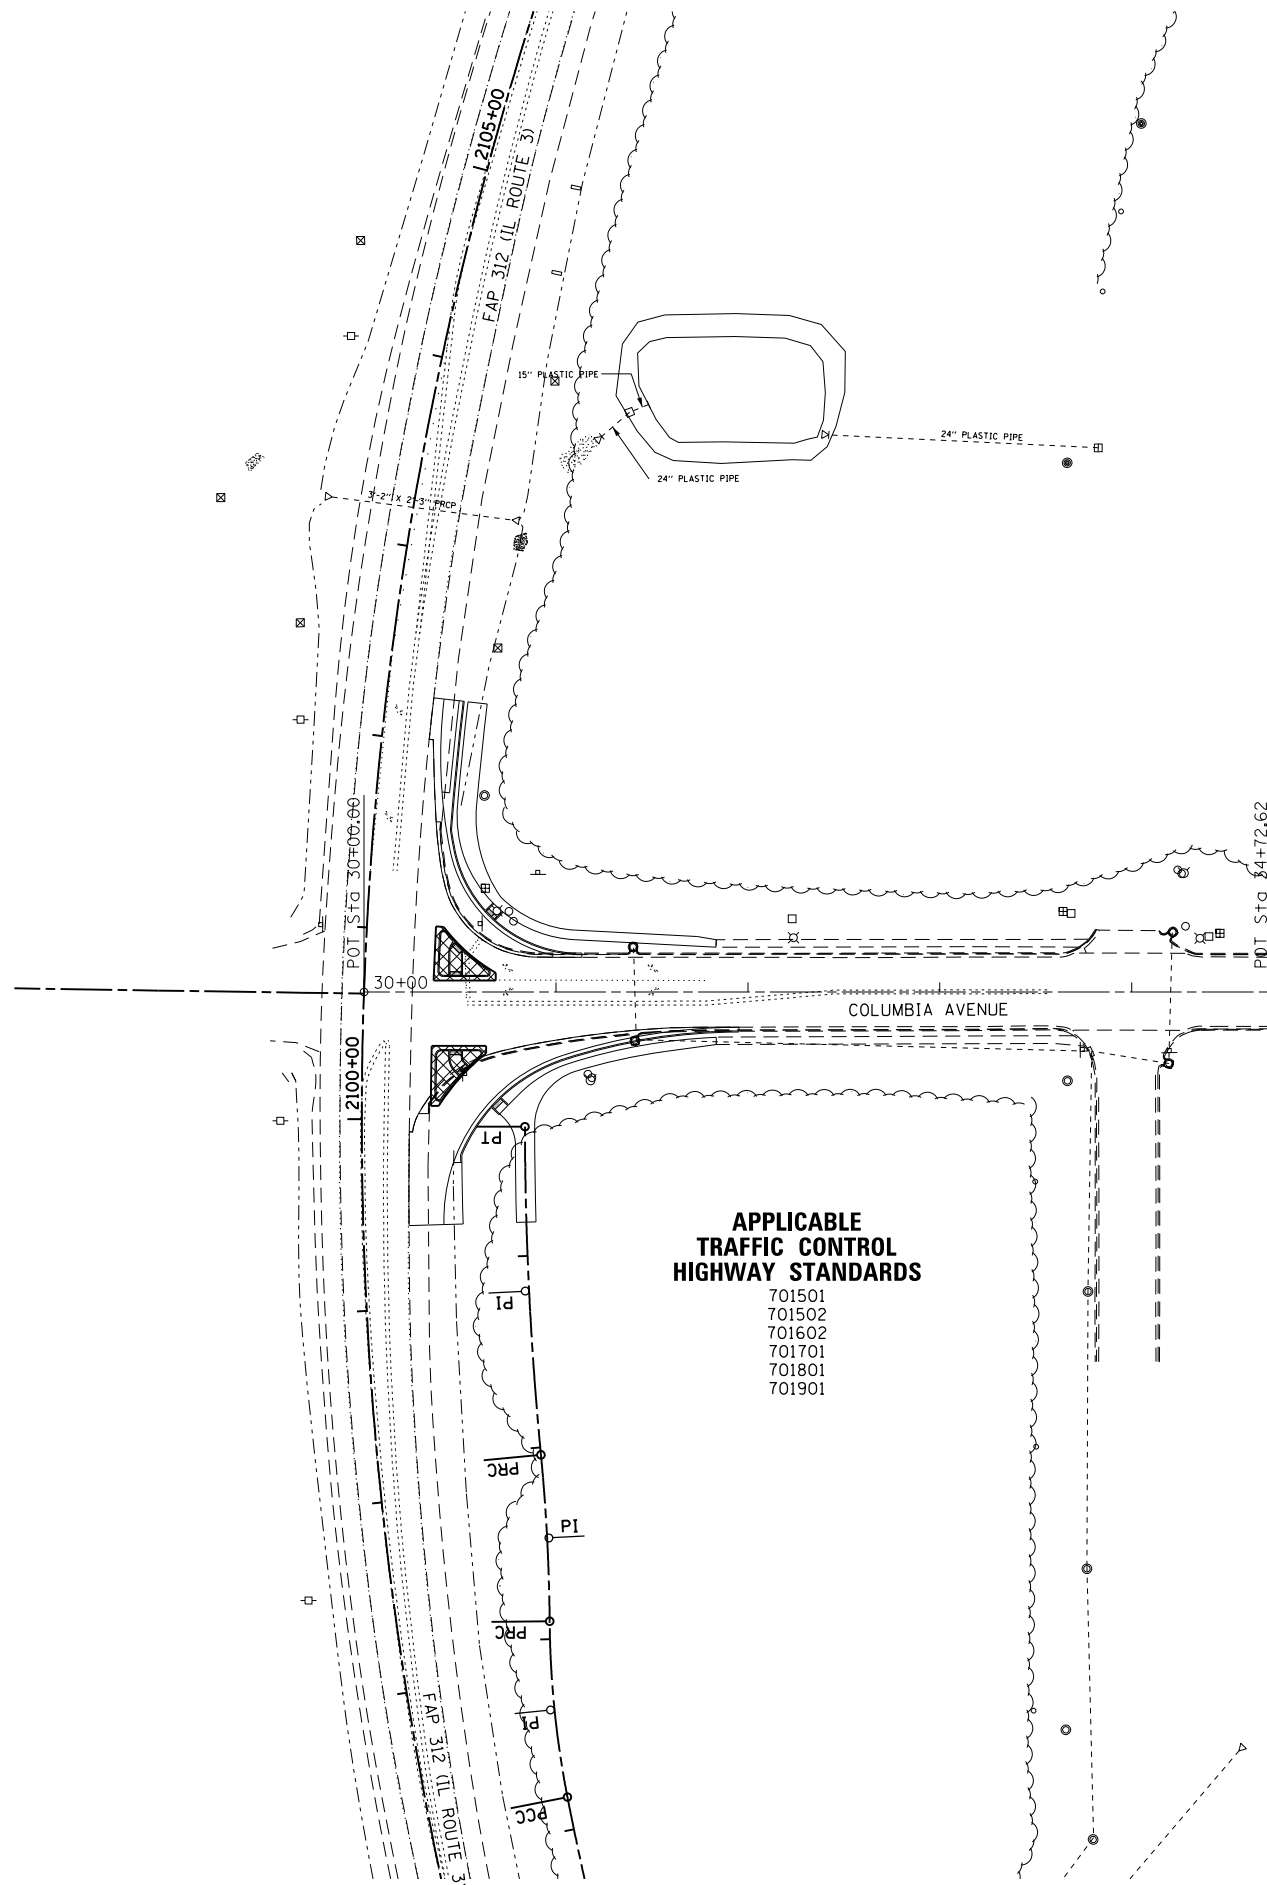 L2105+00
FAP 312 (IL ROUTE 3)
15" PLASTIC PIPE
24" PLASTIC PIPE
24" PLASTIC PIPE
3'-2" X 2'-3" PRCP
POT Sta 30+00.00
POT Sta 34+72.62
30+00
COLUMBIA AVENUE
L2100+00
PT
APPLICABLE
TRAFFIC CONTROL
HIGHWAY STANDARDS
701501
701502
701602
701701
701801
701901
PI
PRC
PI
PRC
PI
PCC
FAP 312 (IL ROUTE 3